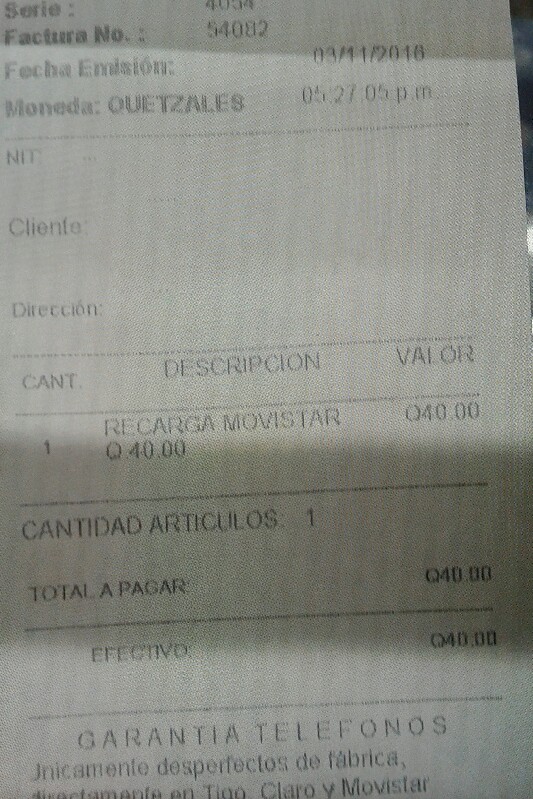 Serie : 4054
Factura No. : 54082
Fecha Emisión: 03/11/2016
Moneda: QUETZALES 05:27:05 p.m.
NIT:
Cliente:
Dirección:
CANT. DESCRIPCION VALOR
1 RECARGA MOVISTAR Q40.00
Q 40.00
CANTIDAD ARTICULOS: 1
TOTAL A PAGAR: Q40.00
EFECTIVO: Q40.00
GARANTIA TELEFONOS
Unicamente desperfectos de fábrica,
directamente en Tigo, Claro y Movistar